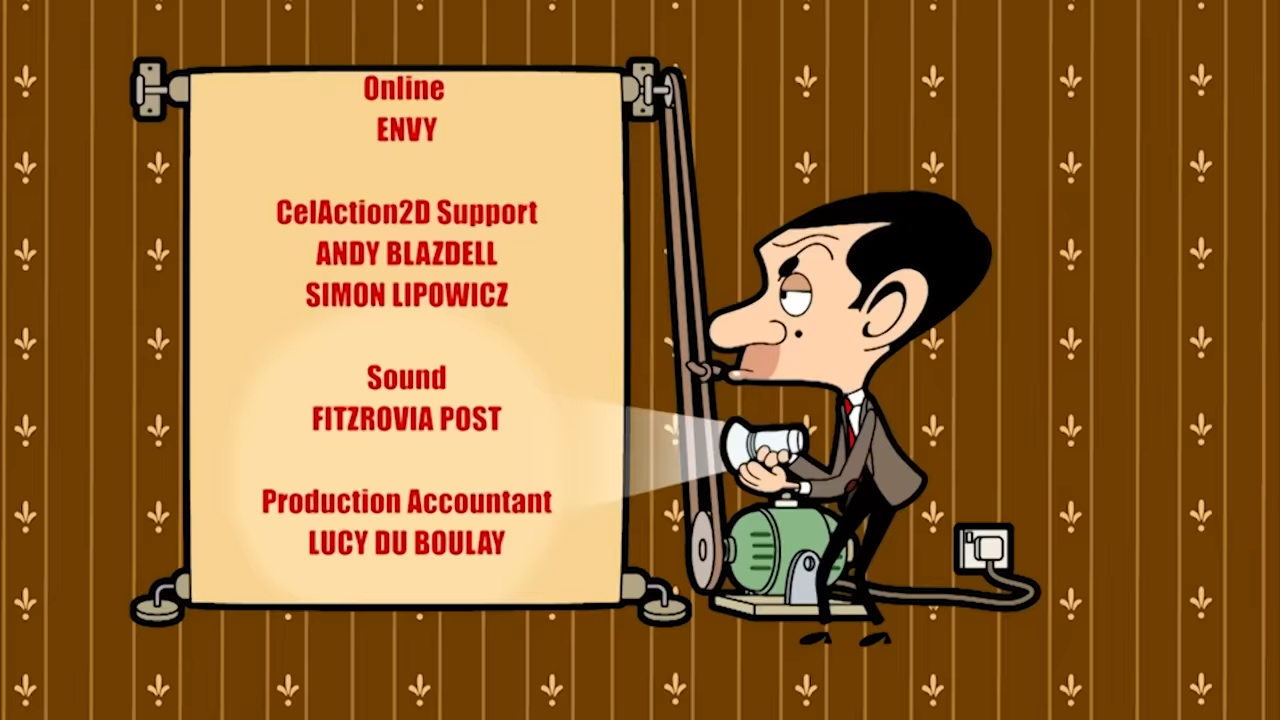 Online
ENVY
CelAction2D Support
ANDY BLAZDELL
SIMON LIPOWICZ
Sound
FITZROVIA POST
Production Accountant
LUCY DU BOULAY